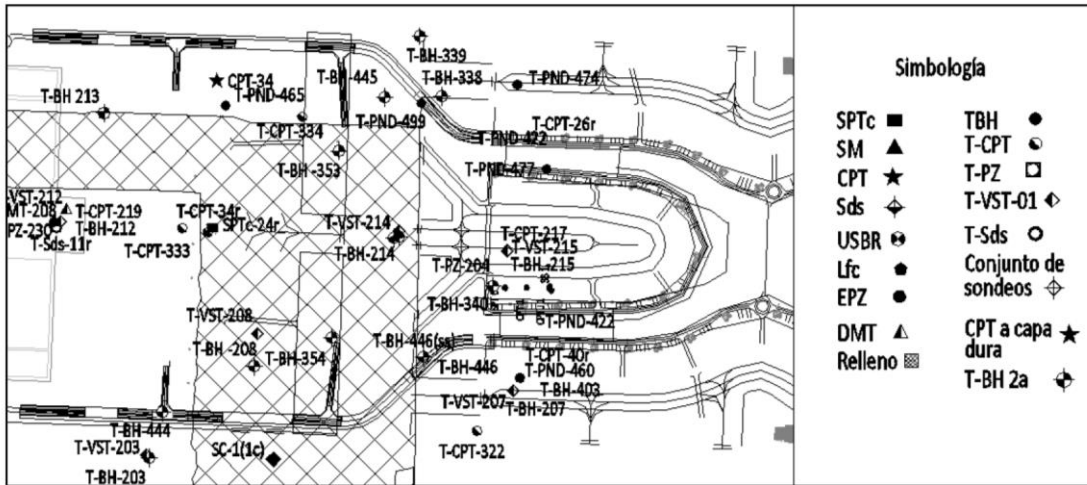 T-BH-339
CPT-34
T-BH-445
T-BH-338
T-PND-474
T-BH 213
T-PND-465
T-CPT-334
T-PND-499
T-CPT-26r
T-PND-422
T-BH-353
T-PND-477
-VST-212
MT-208
T-CPT-219
T-CPT-34r
PZ-230
T-BH-212
SPTc-24r
T-VST-214
T-Sds-11r
T-CPT-333
T-BH-214
T-CPT-217
T-VST-215
T-PZ-204
T-BH-215
T-BH-340
T-VST-208
T-PND-422
T-BH-208
T-BH-354
T-BH-446(ss)
T-BH-446
T-CPT-40r
T-PND-460
T-BH-403
T-VST-207
T-BH-207
T-BH-444
T-VST-203
SC-1(1c)
T-CPT-322
T-BH-203
Simbología
SPTc
SM
CPT
Sds
USBR
Lfc
EPZ
DMT
Relleno
TBH
T-CPT
T-PZ
T-VST-01
T-Sds
Conjunto de
sondeos
CPT a capa
dura
T-BH 2a